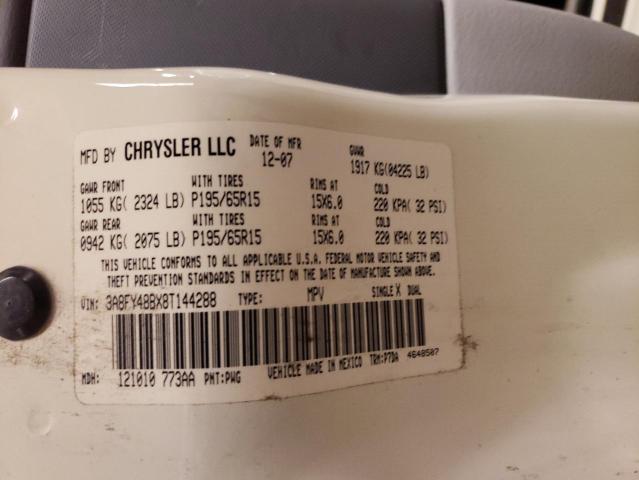 MFD BY CHRYSLER LLC DATE OF MFR GVWR
12-07 1917 KG(04225 LB)
GAWR FRONT WITH TIRES RIMS AT COLD
1055 KG( 2324 LB) P195/65R15 15X6.0 220 KPA( 32 PSI)
GAWR REAR WITH TIRES RIMS AT COLD
0942 KG( 2075 LB) P195/65R15 15X6.0 220 KPA( 32 PSI)
THIS VEHICLE CONFORMS TO ALL APPLICABLE U.S.A. FEDERAL MOTOR VEHICLE SAFETY AND
THEFT PREVENTION STANDARDS IN EFFECT ON THE DATE OF MANUFACTURE SHOWN ABOVE.
VIN: 3A8FY48BX8T144288 TYPE: MPV SINGLE X DUAL
MDH: 121010 773AA PNT:PWG VEHICLE MADE IN MEXICO TRM:P7DA 4648507